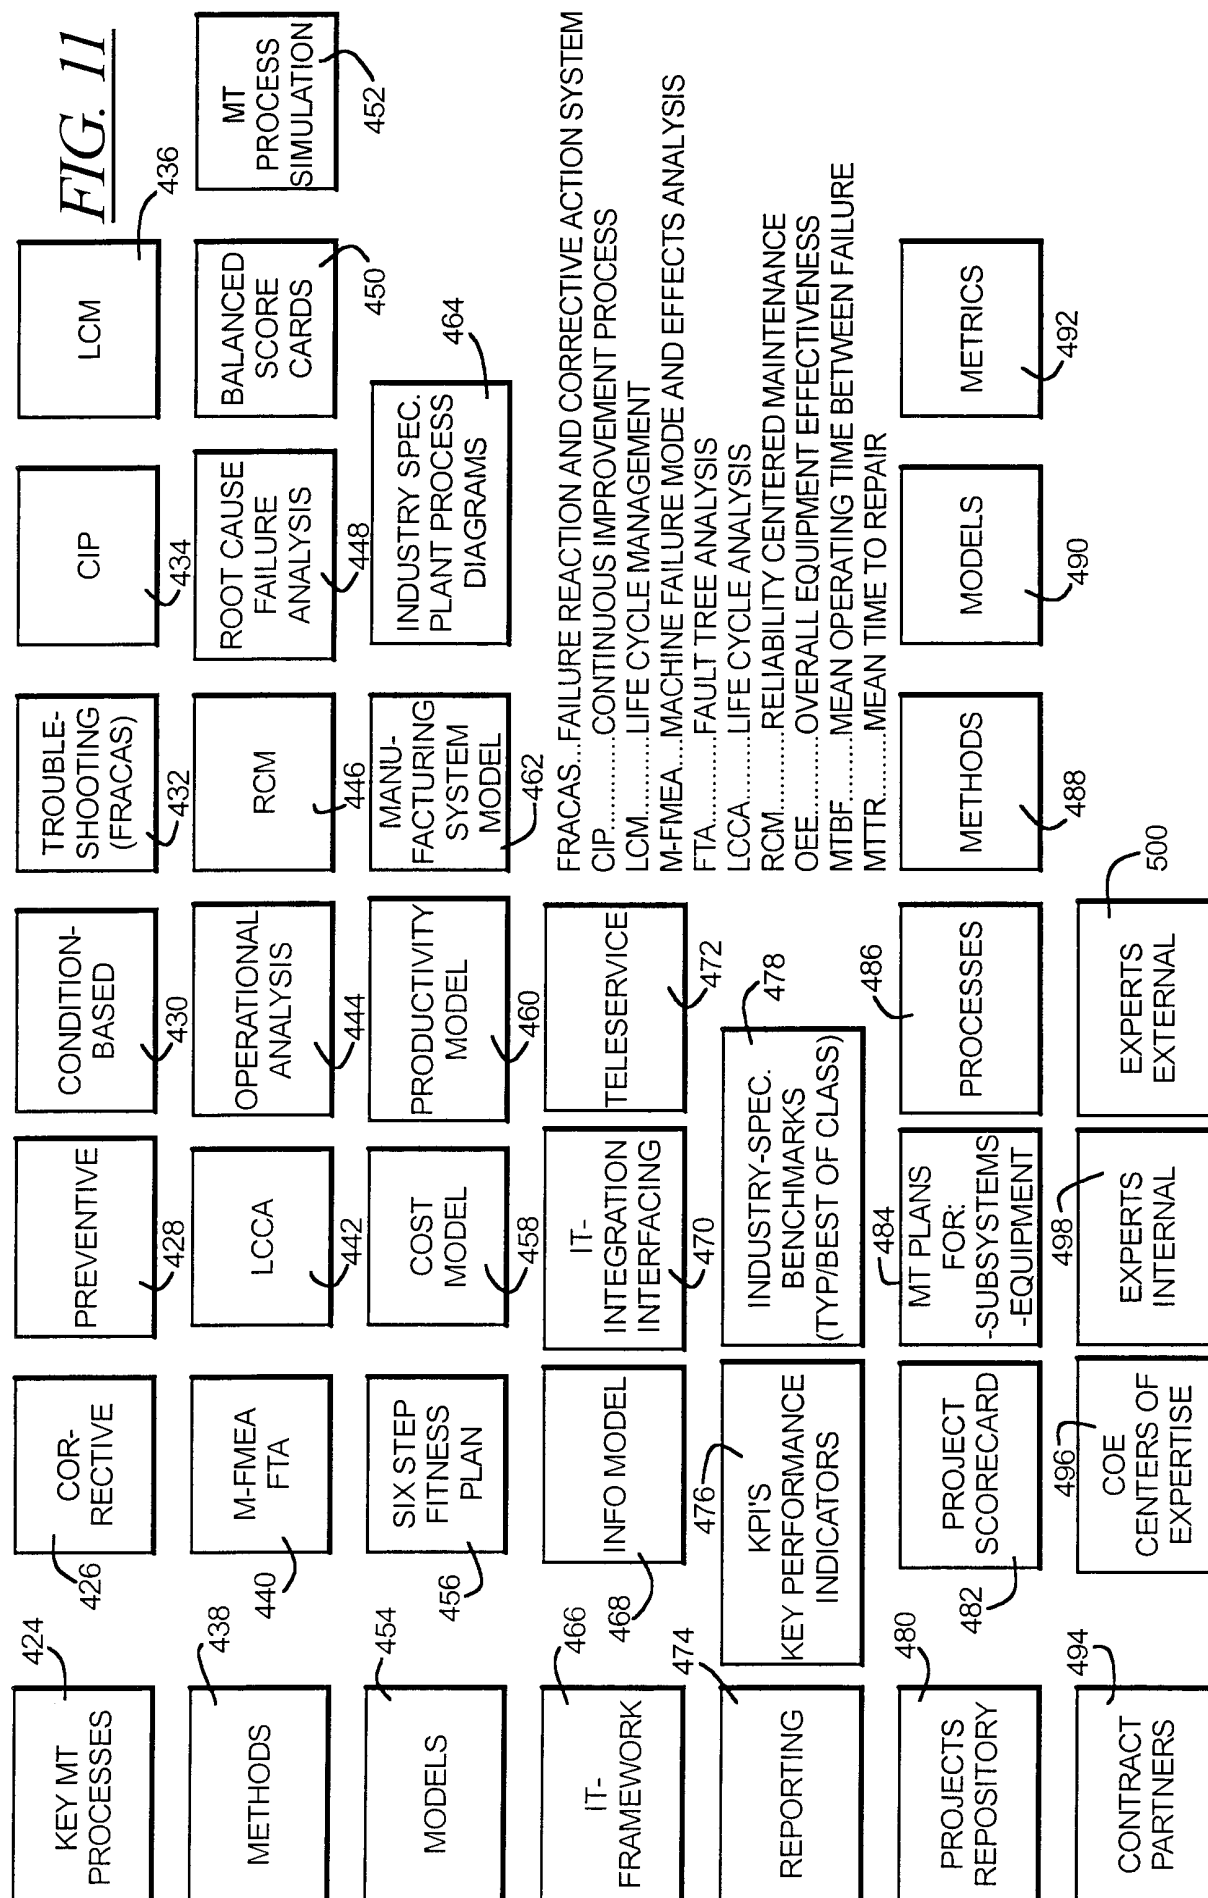 FIG. 11
KEY MT
PROCESSES
424
COR-
RECTIVE
426
PREVENTIVE
428
CONDITION-
BASED
430
TROUBLE-
SHOOTING
(FRACAS)
432
CIP
434
LCM
436
METHODS
438
M-FMEA
FTA
440
LCCA
442
OPERATIONAL
ANALYSIS
444
RCM
446
ROOT CAUSE
FAILURE
ANALYSIS
448
BALANCED
SCORE
CARDS
450
MT
PROCESS
SIMULATION
452
MODELS
454
SIX STEP
FITNESS
PLAN
456
COST
MODEL
458
PRODUCTIVITY
MODEL
460
MANU-
FACTURING
SYSTEM
MODEL
462
INDUSTRY SPEC.
PLANT PROCESS
DIAGRAMS
464
IT-
FRAMEWORK
466
INFO MODEL
468
IT-
INTEGRATION
INTERFACING
470
TELESERVICE
472
FRACAS...FAILURE REACTION AND CORRECTIVE ACTION SYSTEM
CIP...........CONTINUOUS IMPROVEMENT PROCESS
LCM.......LIFE CYCLE MANAGEMENT
M-FMEA...MACHINE FAILURE MODE AND EFFECTS ANALYSIS
FTA.........FAULT TREE ANALYSIS
LCCA.......LIFE CYCLE ANALYSIS
RCM........RELIABILITY CENTERED MAINTENANCE
OEE........OVERALL EQUIPMENT EFFECTIVENESS
MTBF......MEAN OPERATING TIME BETWEEN FAILURE
MTTR......MEAN TIME TO REPAIR
REPORTING
474
KPI'S
KEY PERFORMANCE
INDICATORS
476
INDUSTRY-SPEC.
BENCHMARKS
(TYP/BEST OF CLASS)
478
PROJECTS
REPOSITORY
480
PROJECT
SCORECARD
482
MT PLANS
FOR:
-SUBSYSTEMS
-EQUIPMENT
484
PROCESSES
486
METHODS
488
MODELS
490
METRICS
492
CONTRACT
PARTNERS
494
COE
CENTERS OF
EXPERTISE
496
EXPERTS
INTERNAL
498
EXPERTS
EXTERNAL
500